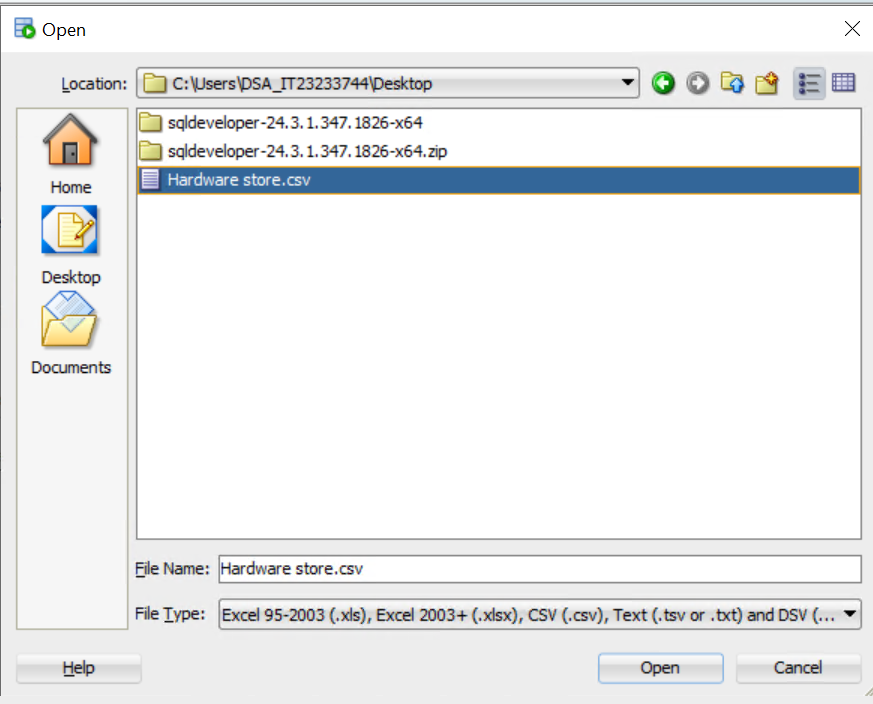 Open
Location: C:\Users\DSA_IT23233744\Desktop
sqldeveloper-24.3.1.347.1826-x64
sqldeveloper-24.3.1.347.1826-x64.zip
Hardware store.csv
Home
Desktop
Documents
File Name: Hardware store.csv
File Type: Excel 95-2003 (.xls), Excel 2003+ (.xlsx), CSV (.csv), Text (.tsv or .txt) and DSV (...
Help Open Cancel